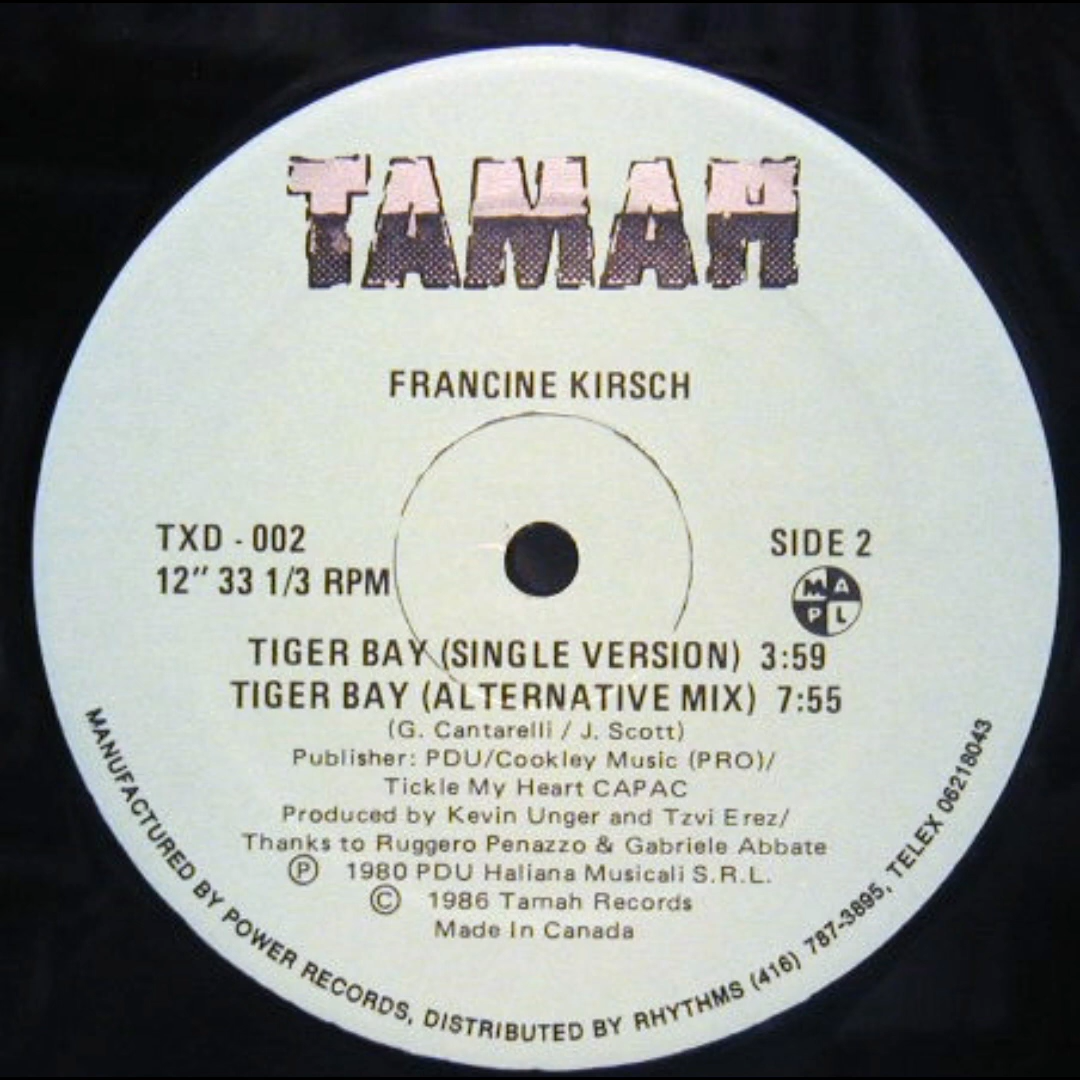 TAMAH
FRANCINE KIRSCH
TXD - 002
12" 33 1/3 RPM
SIDE 2
M A
P L
TIGER BAY (SINGLE VERSION) 3:59
TIGER BAY (ALTERNATIVE MIX) 7:55
(G. Cantarelli / J. Scott)
Publisher: PDU/Cookley Music (PRO)/
Tickle My Heart CAPAC
Produced by Kevin Unger and Tzvi Erez/
Thanks to Ruggero Penazzo & Gabriele Abbate
Ⓟ 1980 PDU Haliana Musicali S.R.L.
© 1986 Tamah Records
Made In Canada
MANUFACTURED BY POWER RECORDS, DISTRIBUTED BY RHYTHMS (416) 787-3895, TELEX 06218043